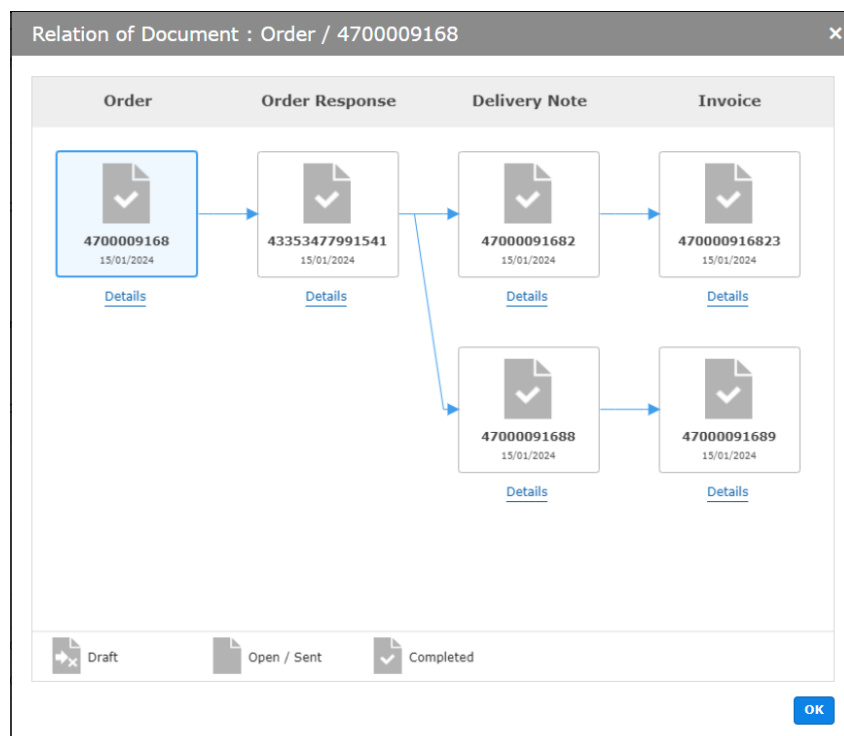 Relation of Document : Order / 4700009168
×
Order Order Response Delivery Note Invoice
4700009168 43353477991541 47000091682 470000916823
15/01/2024 15/01/2024 15/01/2024 15/01/2024
Details Details Details Details
47000091688 47000091689
15/01/2024 15/01/2024
Details Details
Draft Open / Sent Completed
OK